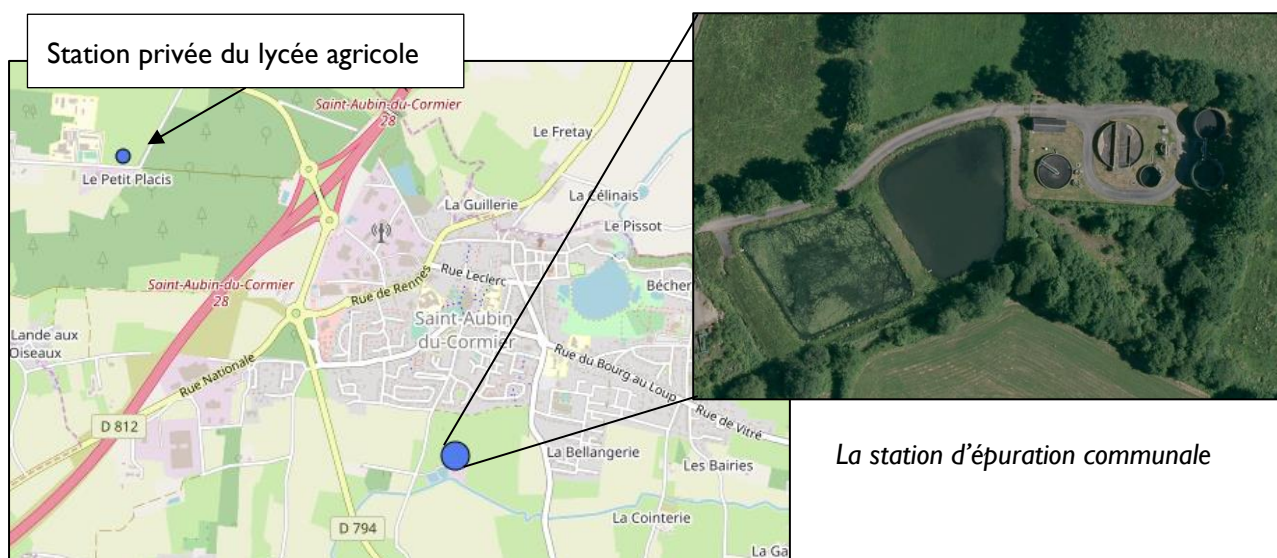 Station privée du lycée agricole
Saint-Aubin-du-Cormier
28
Le Fretay
Le Petit Placis
La Célinais
La Guillerie
Le Pissot
Rue Leclerc
Saint-Aubin-du-Cormier
28
Rue de Rennes
Bécher
Saint-Aubin-
du-Cormier
Lande aux
Oiseaux
Rue Nationale
Rue du Bourg au Loup
Rue de Vitré
D 812
La Bellangerie
Les Bairies
La station d'épuration communale
La Cointerie
D 794
La Ga